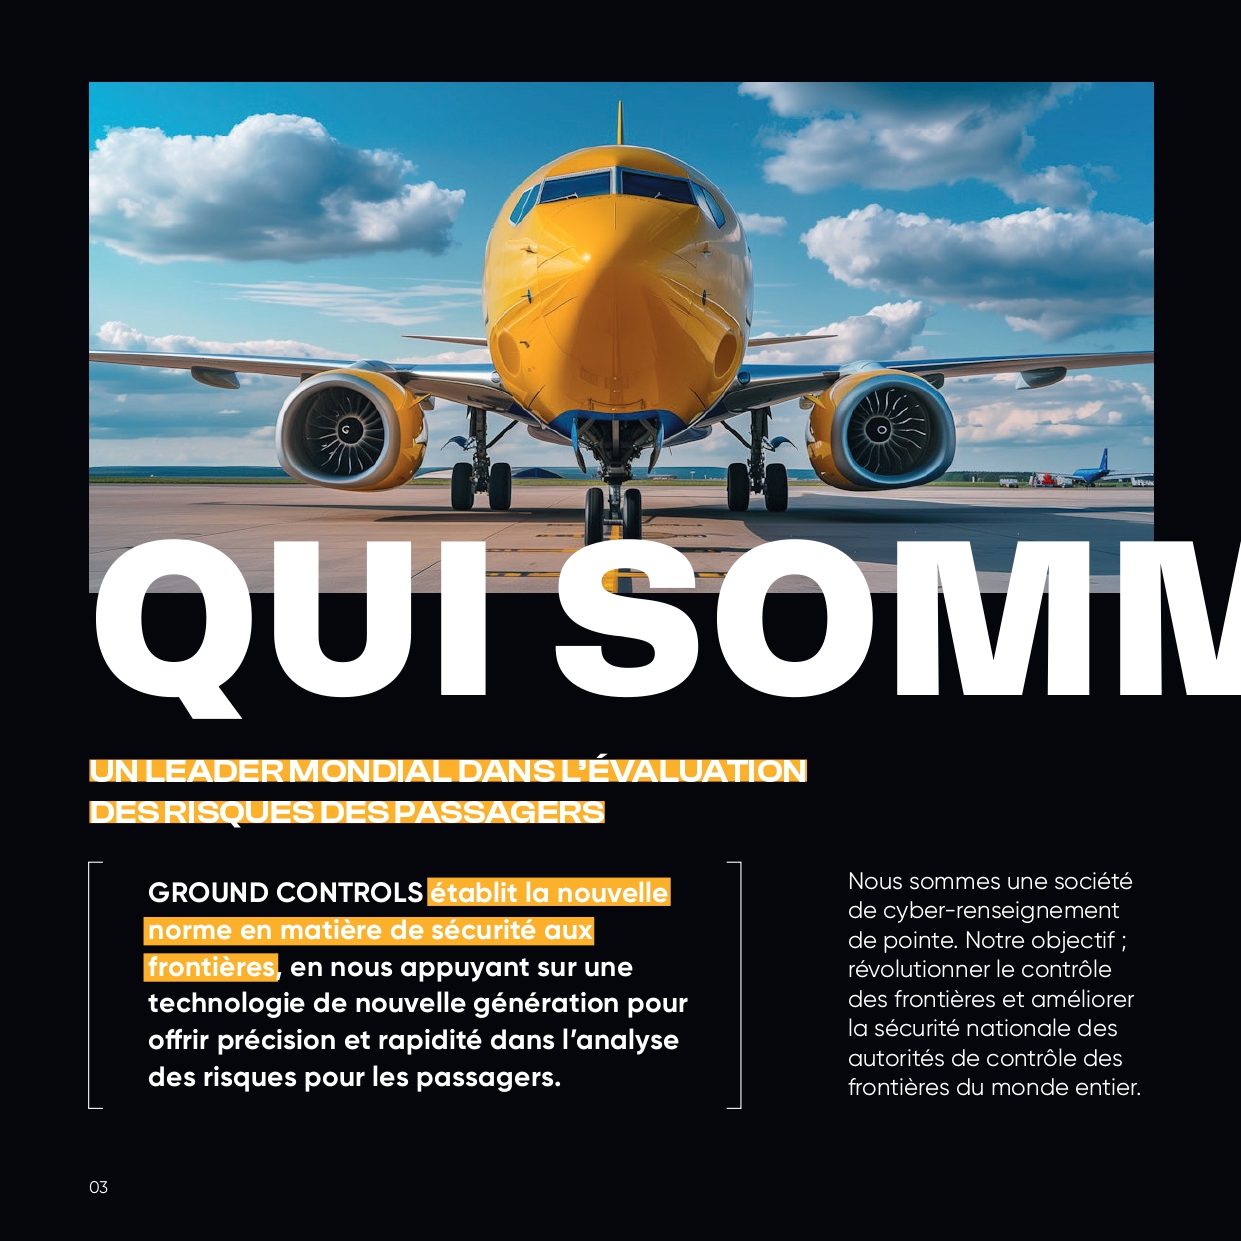 QUI SOMM
UN LEADER MONDIAL DANS L’ÉVALUATION
DES RISQUES DES PASSAGERS
GROUND CONTROLS établit la nouvelle
norme en matière de sécurité aux
frontières, en nous appuyant sur une
technologie de nouvelle génération pour
offrir précision et rapidité dans l’analyse
des risques pour les passagers.
Nous sommes une société
de cyber-renseignement
de pointe. Notre objectif ;
révolutionner le contrôle
des frontières et améliorer
la sécurité nationale des
autorités de contrôle des
frontières du monde entier.
03